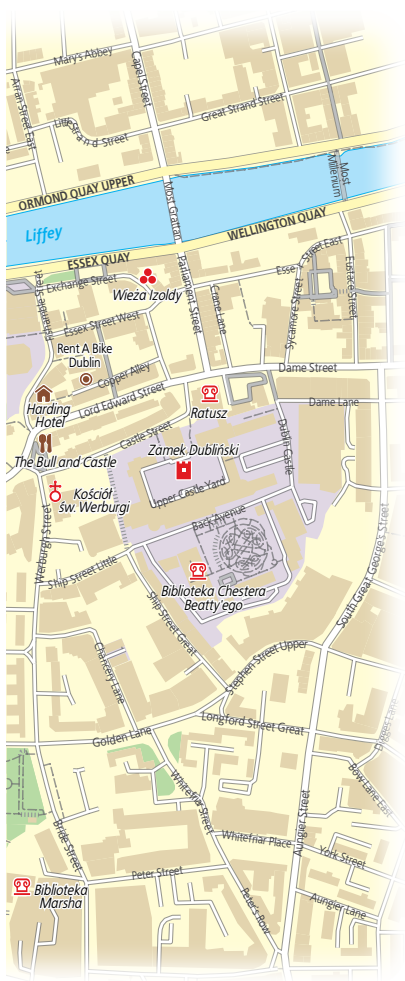 Mary's Abbey
Capel Street
Arran Street East
Great Strand Street
Little Strand Street
ORMOND QUAY UPPER
Most Millenium
Most Grattan
Liffey
WELLINGTON QUAY
ESSEX QUAY
Essex Street East
Exchange Street
Wieża Izoldy
Parliament Street
Crane Lane
Sycamore Street
Eustace Street
Fishamble Street
Essex Street West
Rent A Bike
Dublin
Copper Alley
Dame Street
Lord Edward Street
Harding
Hotel
Ratusz
Dame Lane
Castle Street
Dublin Castle
Zamek Dubliński
The Bull and Castle
Upper Castle Yard
Kościół
św. Werburgi
Back Avenue
Werburgh Street
Ship Street Little
Biblioteka Chestera
Beatty'ego
South Great George's Street
Ship Street Great
Stephen Street Upper
Chancery Lane
Longford Street Great
Golden Lane
Digges Lane
Bow Lane East
Whitefriar Street
Aungier Street
Bride Street
Whitefriar Place
York Street
Peter Street
Biblioteka
Marsha
Peter's Row
Aungier Lane